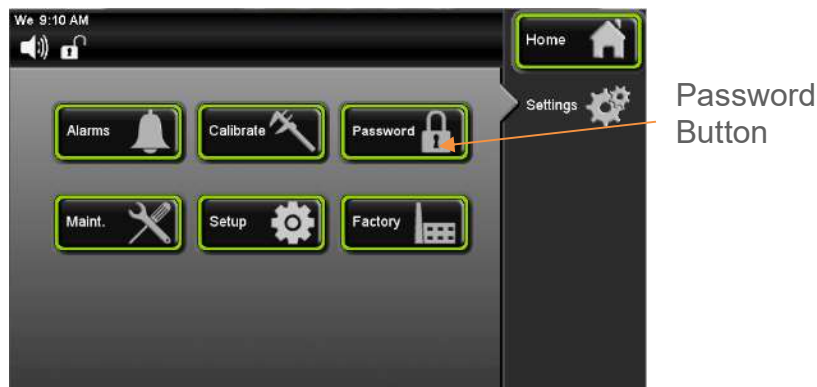 We 9:10 AM
Home
Settings
Password
Button
Alarms
Calibrate
Password
Maint.
Setup
Factory